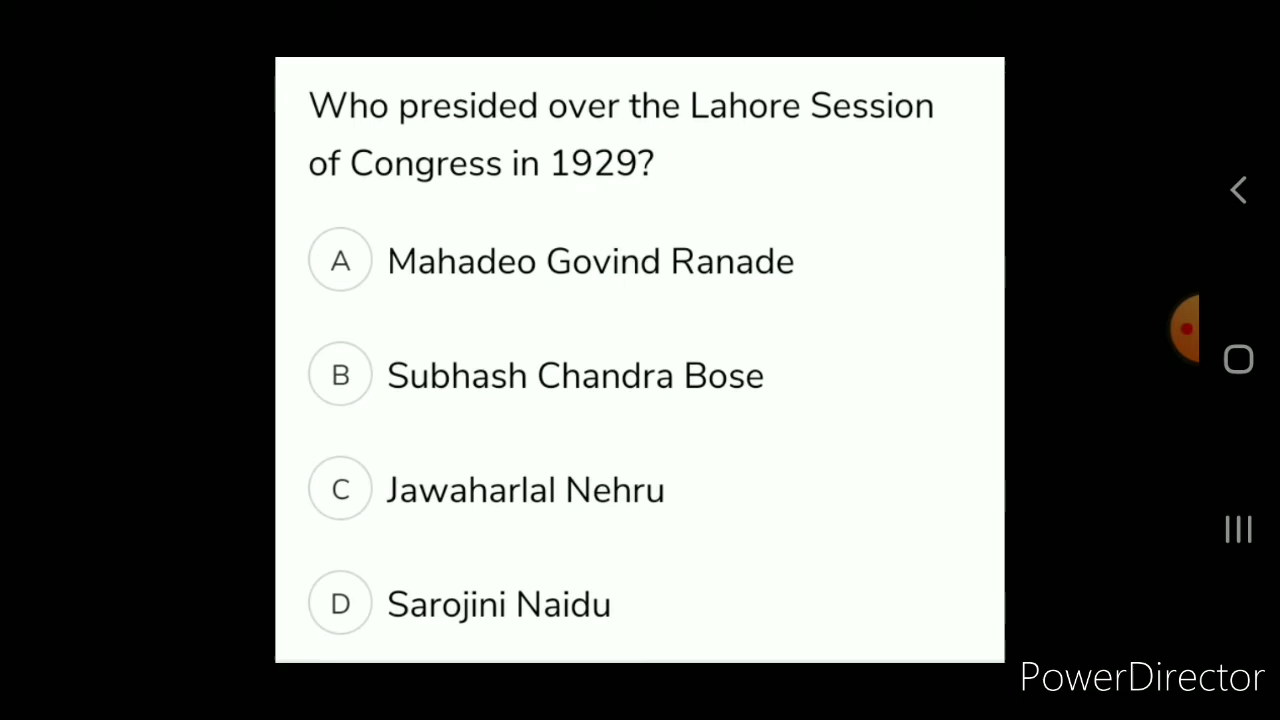 Who presided over the Lahore Session
of Congress in 1929?
A Mahadeo Govind Ranade
B Subhash Chandra Bose
C Jawaharlal Nehru
D Sarojini Naidu
PowerDirector